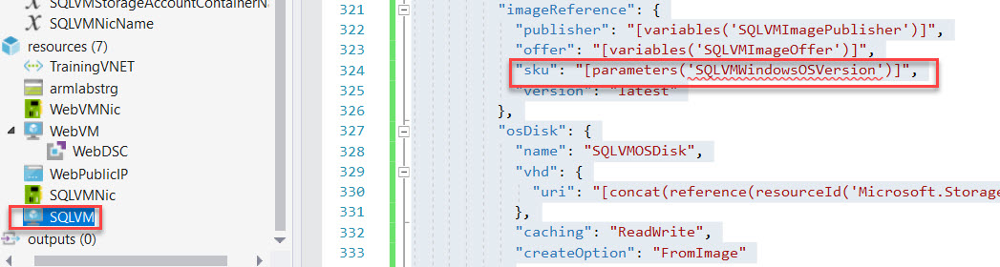 SQLVMStorageAccountContainerNa
SQLVMNicName
resources (7)
TrainingVNET
armlabstrg
WebVMNic
WebVM
WebDSC
WebPublicIP
SQLVMNic
SQLVM
outputs (0)
321 "imageReference": {
322 "publisher": "[variables('SQLVMImagePublisher')]",
323 "offer": "[variables('SQLVMImageOffer')]",
324 "sku": "[parameters('SQLVMWindowsOSVersion')]",
325 "version": "latest"
326 },
327 "osDisk": {
328 "name": "SQLVMOSDisk",
329 "vhd": {
330 "uri": "[concat(reference(resourceId('Microsoft.Storage
331 },
332 "caching": "ReadWrite",
333 "createOption": "FromImage"